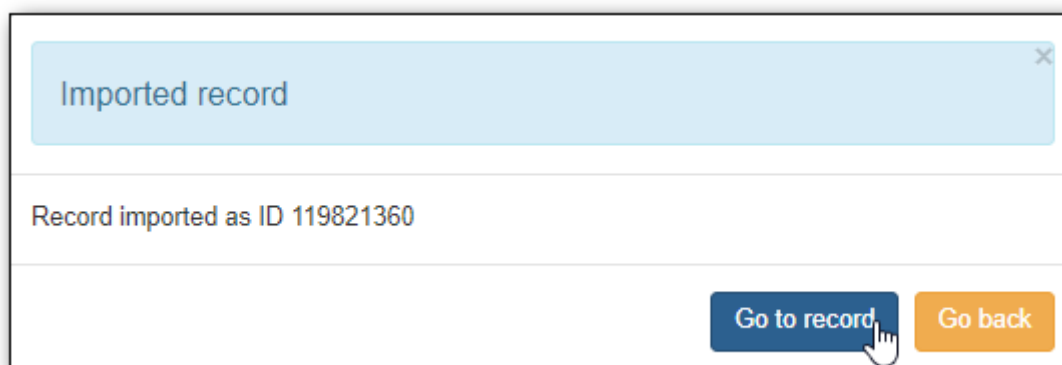 Imported record
×
Record imported as ID 119821360
Go to record
Go back